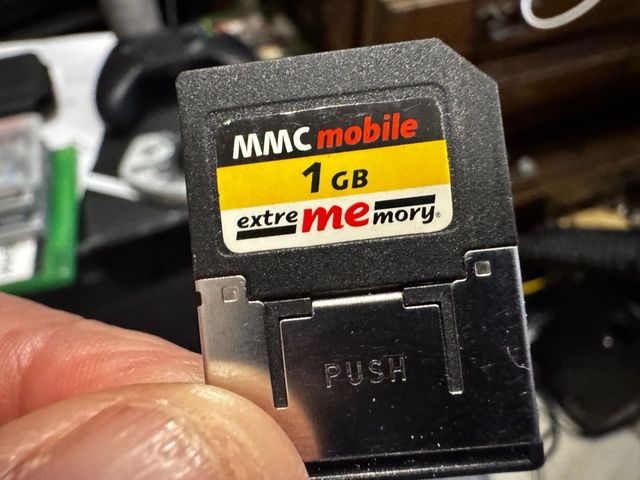 MMC mobile
1 GB
extrememory®
PUSH